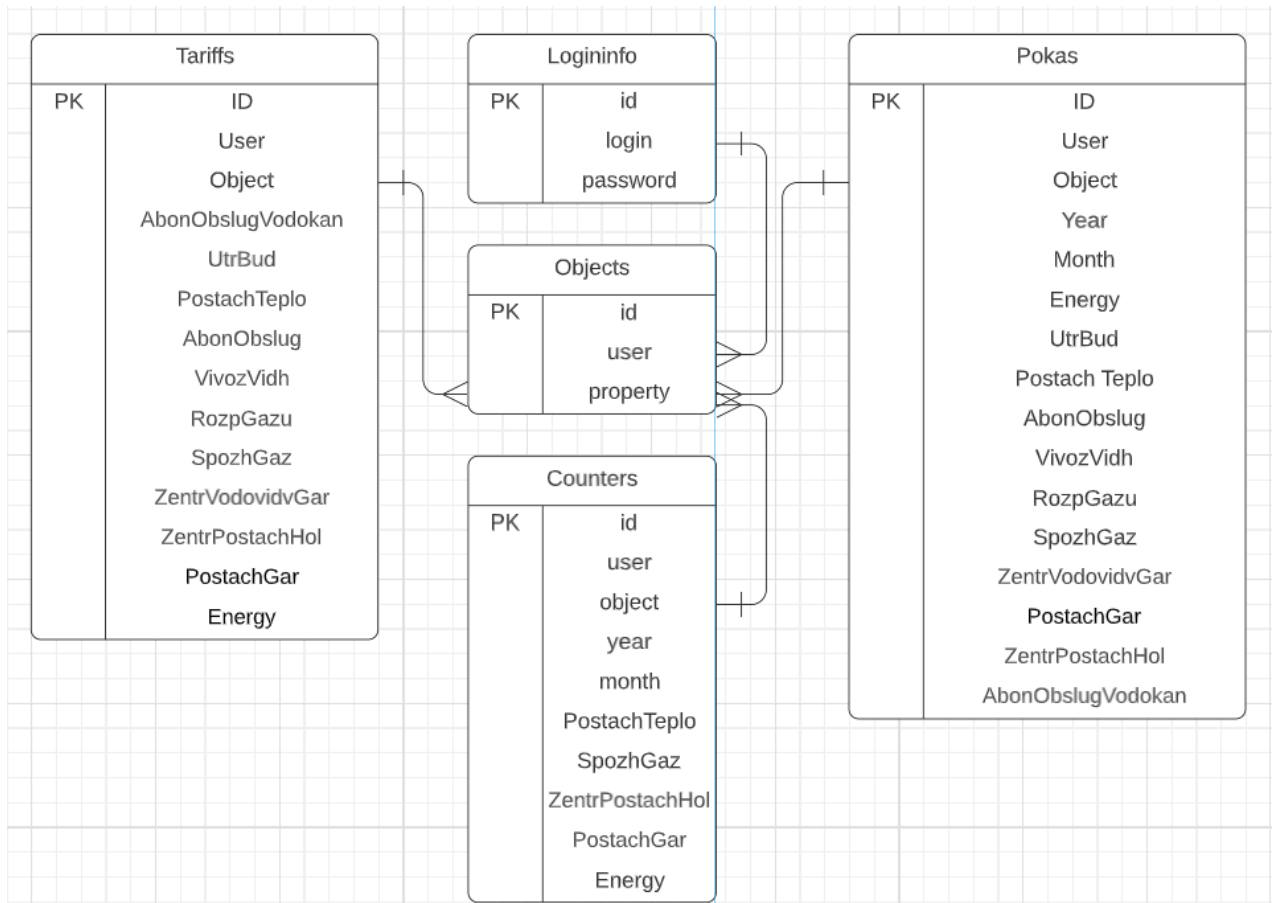 Tariffs
PK ID
User
Object
AbonObslugVodokan
UtrBud
PostachTeplo
AbonObslug
VivozVidh
RozpGazu
SpozhGaz
ZentrVodovidvGar
ZentrPostachHol
PostachGar
Energy
Logininfo
PK id
login
password
Objects
PK id
user
property
Counters
PK id
user
object
year
month
PostachTeplo
SpozhGaz
ZentrPostachHol
PostachGar
Energy
Pokas
PK ID
User
Object
Year
Month
Energy
UtrBud
Postach Teplo
AbonObslug
VivozVidh
RozpGazu
SpozhGaz
ZentrVodovidvGar
PostachGar
ZentrPostachHol
AbonObslugVodokan